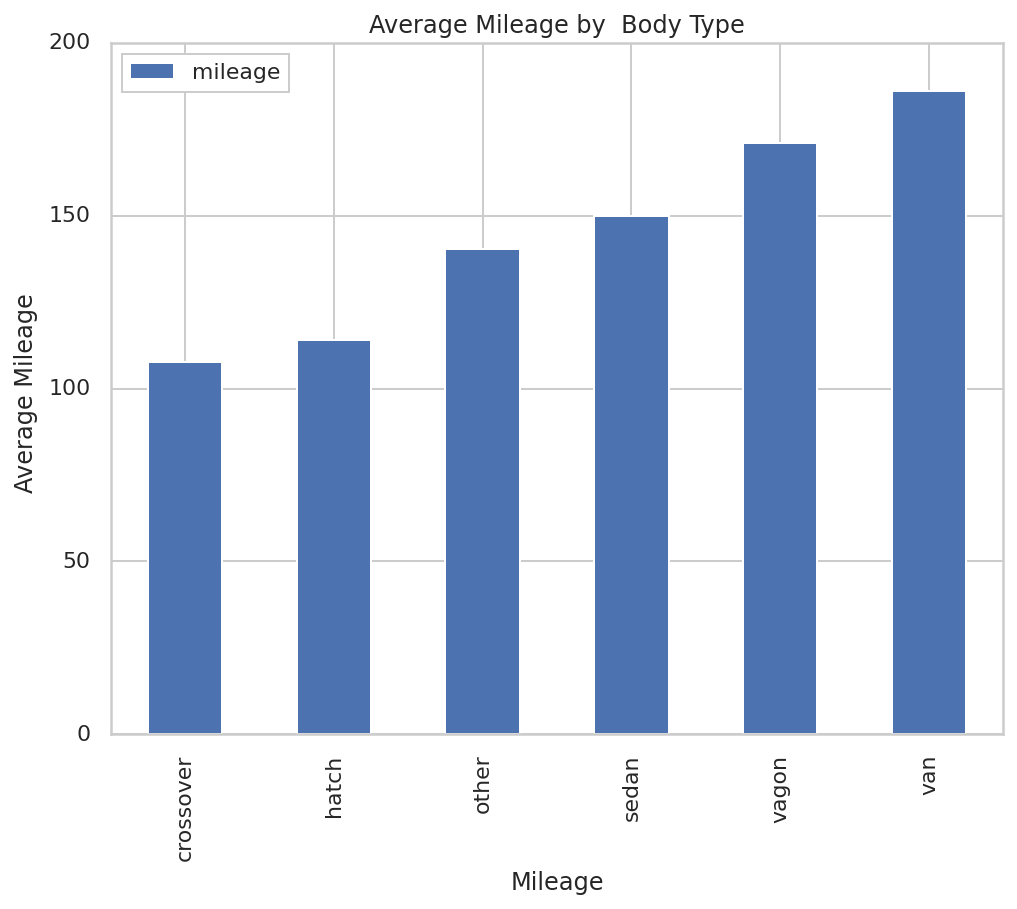 Average Mileage by  Body Type
mileage
Average Mileage
200
150
100
50
0
crossover
hatch
other
sedan
vagon
van
Mileage